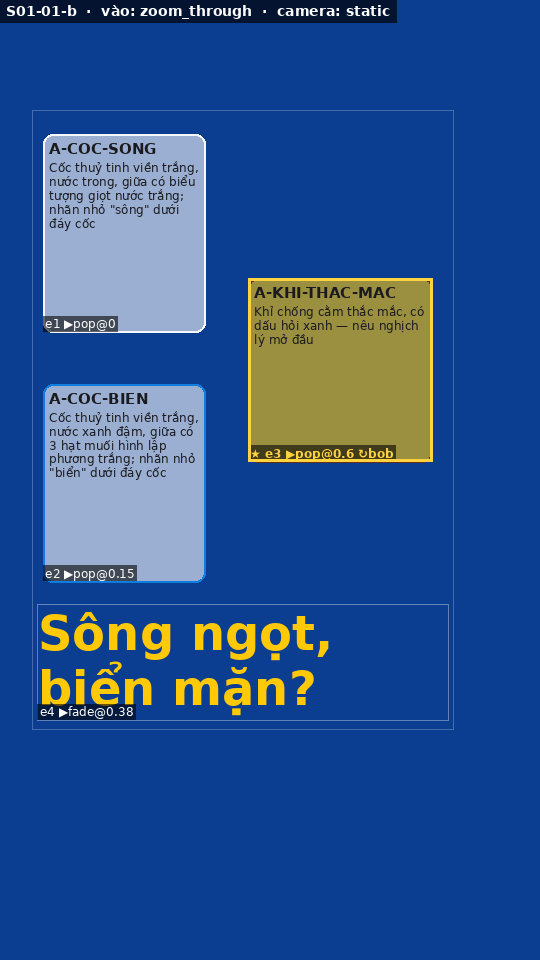 S01-01-b · vào: zoom_through · camera: static
A-COC-SONG
Cốc thuỷ tinh viền trắng,
nước trong, giữa có biểu
tượng giọt nước trắng;
nhãn nhỏ "sông" dưới
đáy cốc
e1 ▶pop@0
A-KHI-THAC-MAC
Khỉ chống cằm thắc mắc, có
dấu hỏi xanh — nêu nghịch
lý mở đầu
★ e3 ▶pop@0.6 ↻bob
A-COC-BIEN
Cốc thuỷ tinh viền trắng,
nước xanh đậm, giữa có
3 hạt muối hình lập
phương trắng; nhãn nhỏ
"biển" dưới đáy cốc
e2 ▶pop@0.15
Sông ngọt,
biển mặn?
e4 ▶fade@0.38